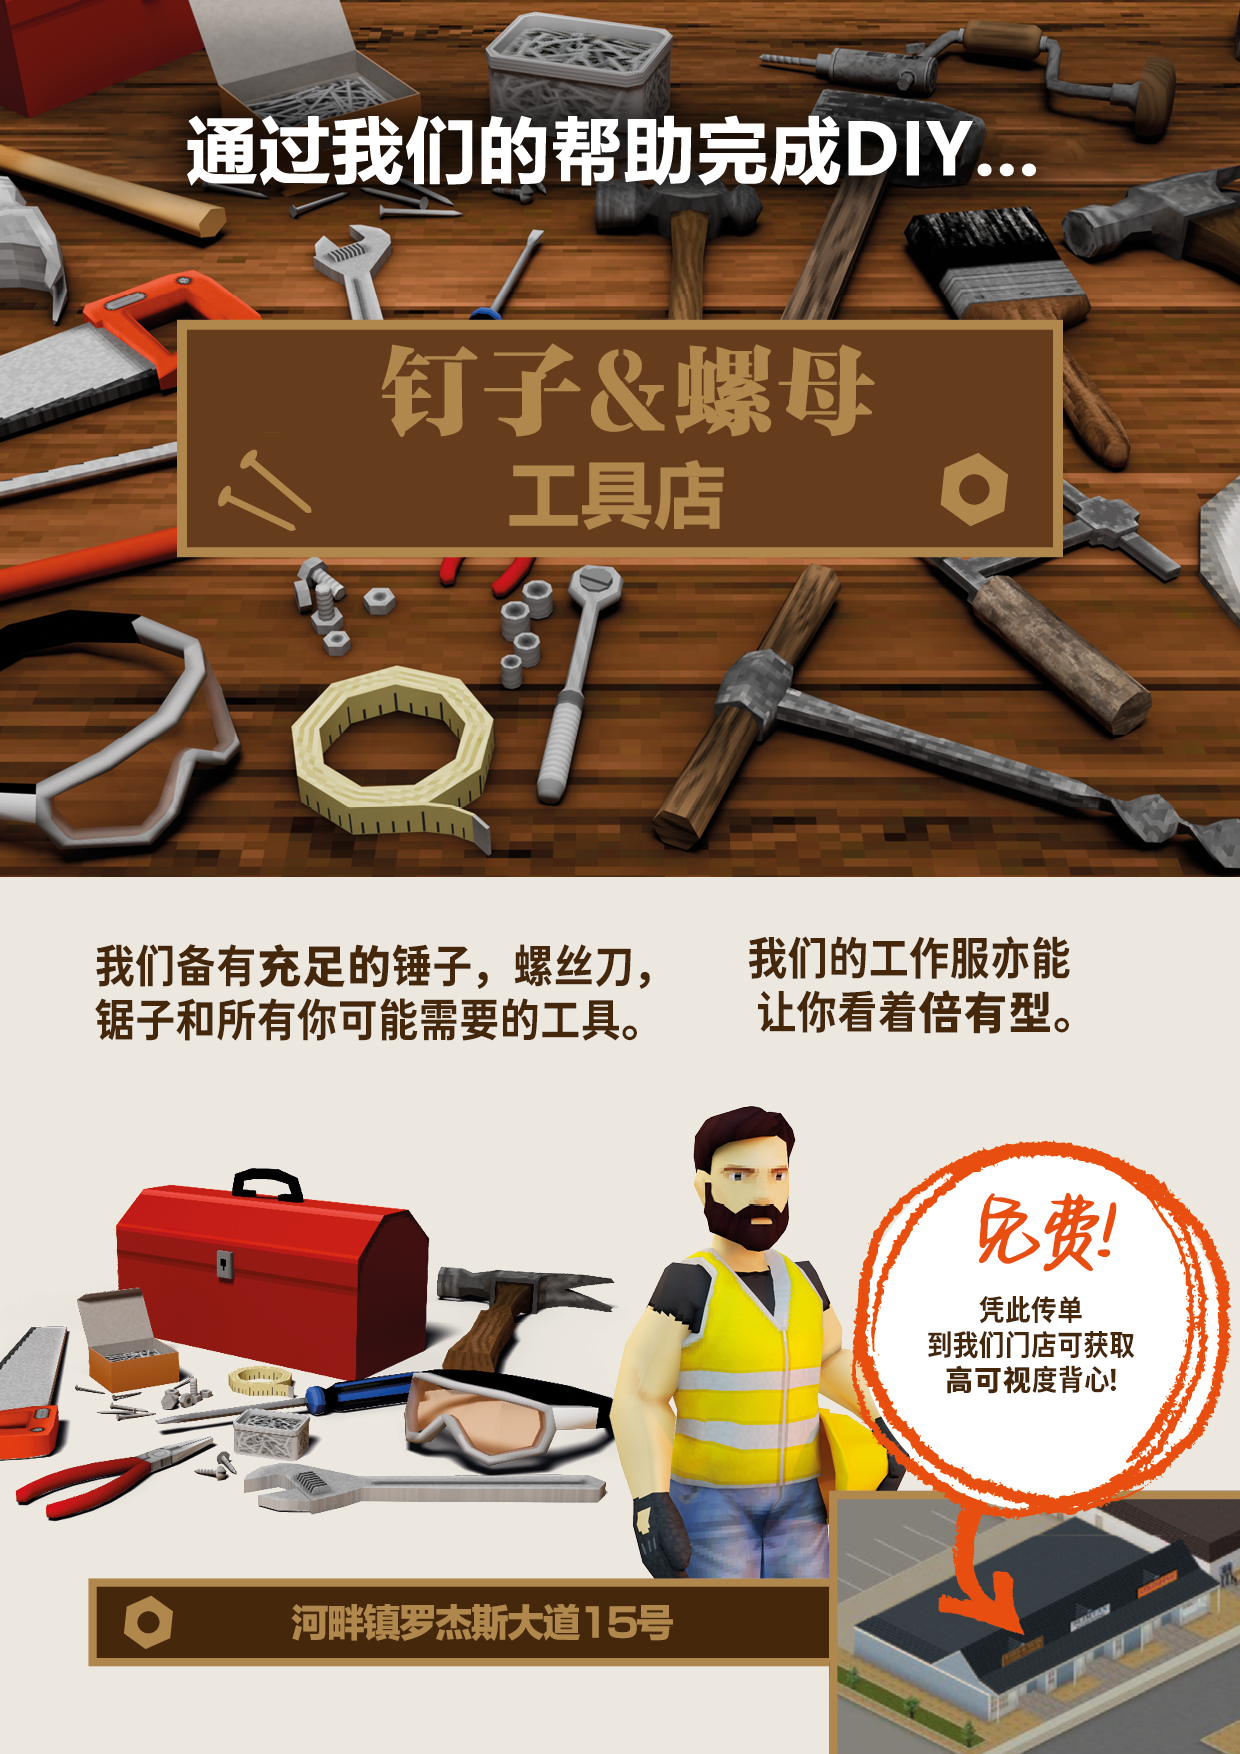 通过我们的帮助完成DIY...
钉子&螺母
工具店
我们备有充足的锤子，螺丝刀，
锯子和所有你可能需要的工具。
我们的工作服亦能
让你看着倍有型。
免费!
凭此传单
到我们门店可获取
高可视度背心!
河畔镇罗杰斯大道15号